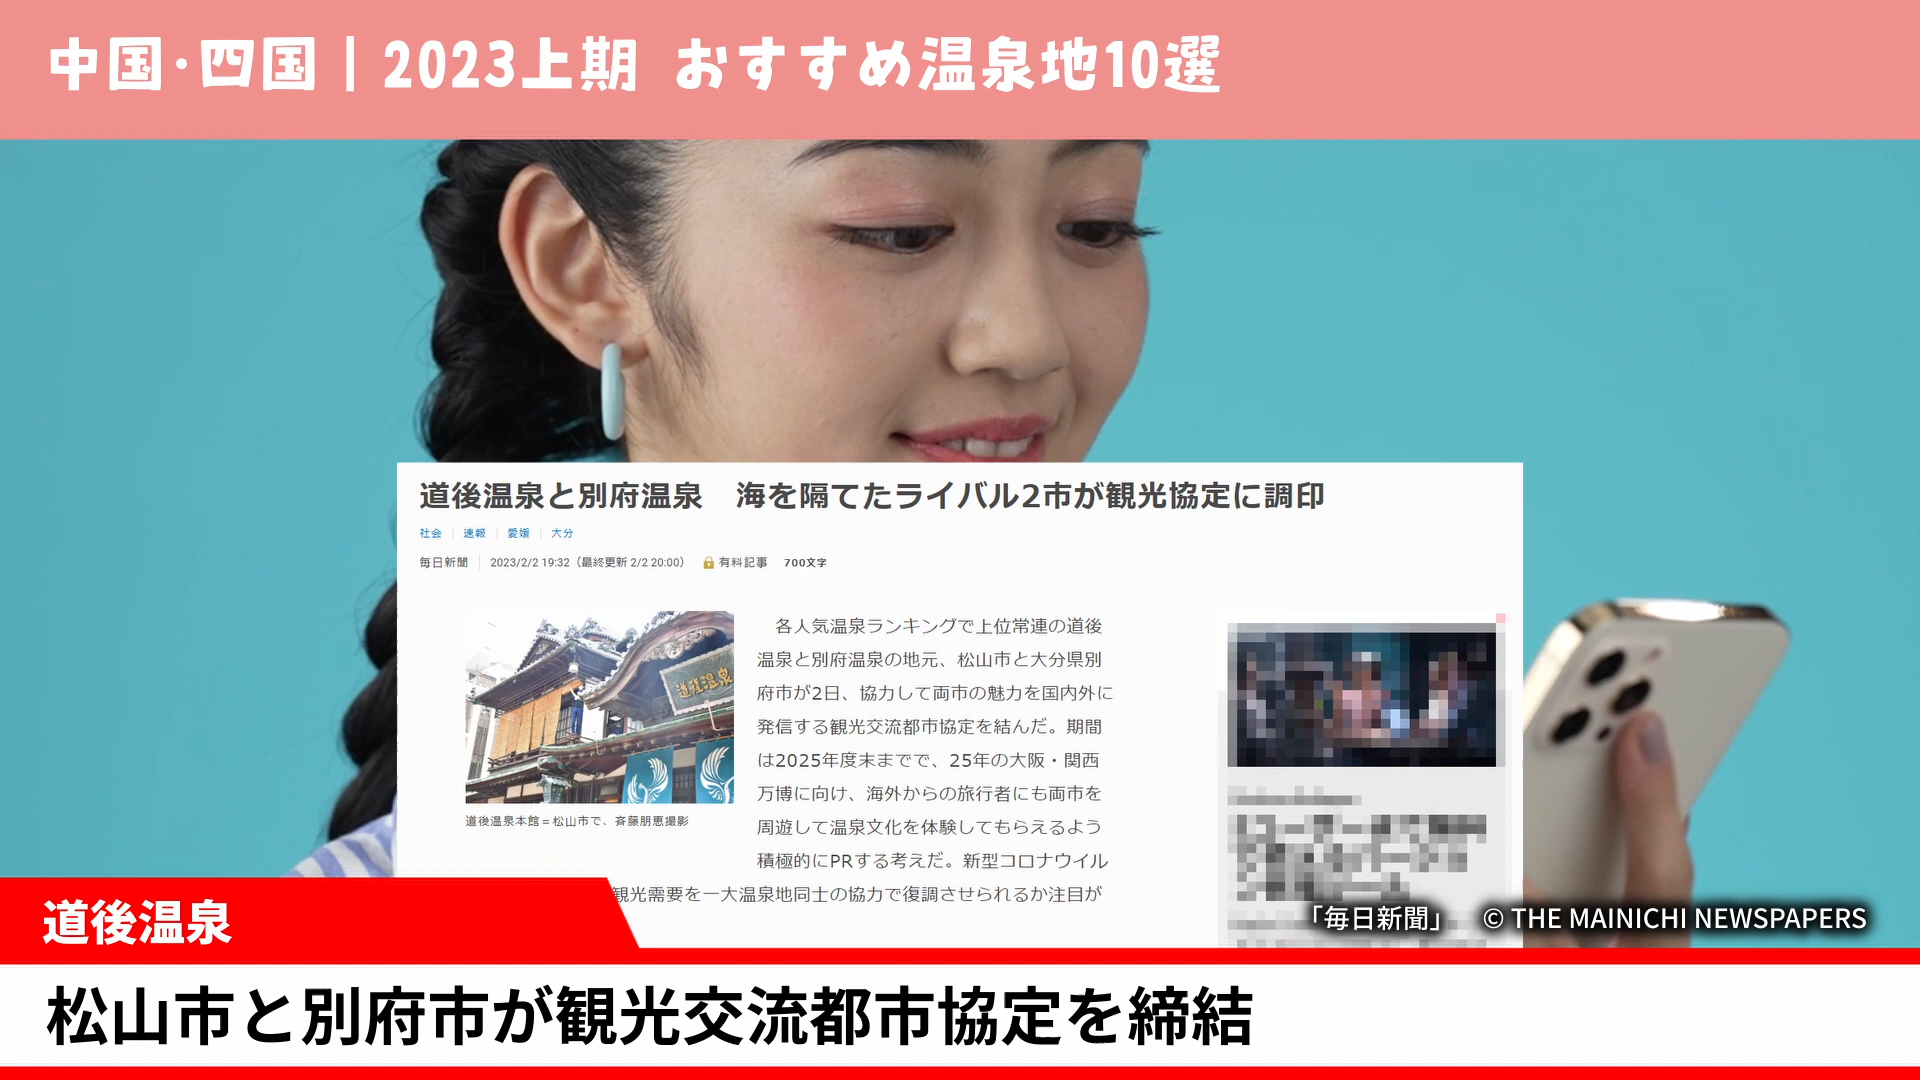 中国·四国｜2023上期 おすすめ温泉地10選
道後温泉と別府温泉　海を隔てたライバル2市が観光協定に調印
社会 | 速報 | 愛媛 | 大分
毎日新聞 | 2023/2/2 19:32（最終更新 2/2 20:00） 有料記事 700文字
道後温泉
道後温泉本館＝松山市で、斉藤朋恵撮影
各人気温泉ランキングで上位常連の道後
温泉と別府温泉の地元、松山市と大分県別
府市が2日、協力して両市の魅力を国内外に
発信する観光交流都市協定を結んだ。期間
は2025年度末までで、25年の大阪・関西
万博に向け、海外からの旅行者にも両市を
周遊して温泉文化を体験してもらえるよう
積極的にPRする考えだ。新型コロナウイル
観光需要を一大温泉地同士の協力で復調させられるか注目が
「毎日新聞」　© THE MAINICHI NEWSPAPERS
道後温泉
松山市と別府市が観光交流都市協定を締結